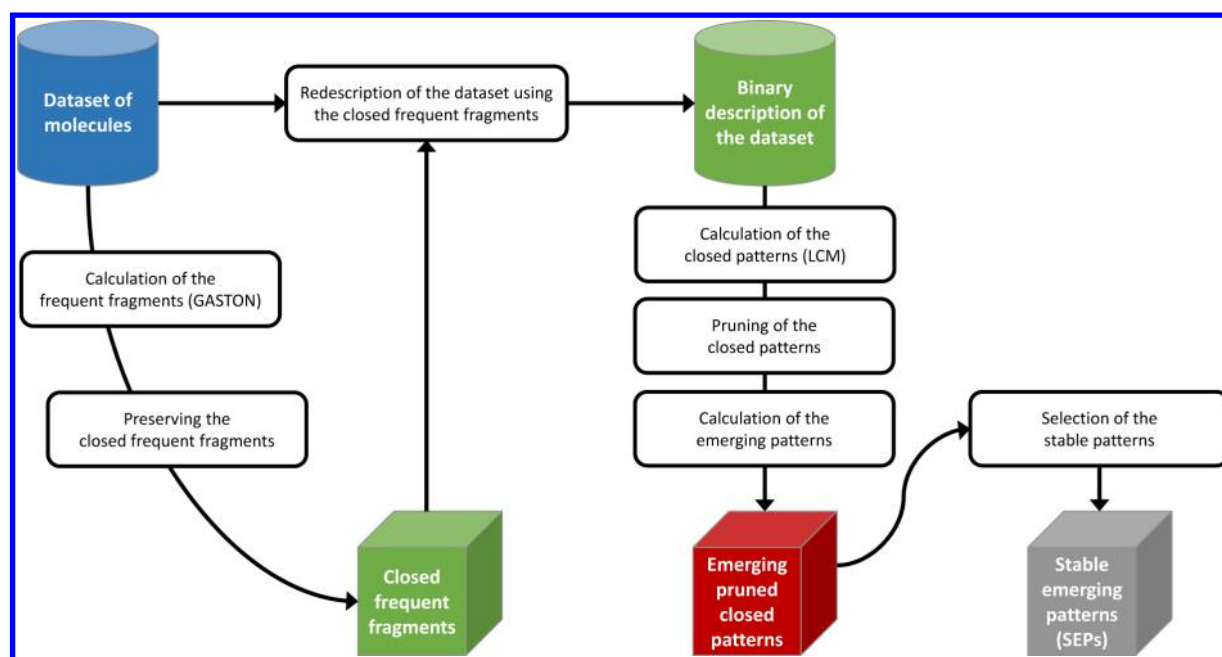 Dataset of
molecules
Redescription of the dataset using
the closed frequent fragments
Binary
description of
the dataset
Calculation of the
frequent fragments (GASTON)
Preserving the
closed frequent fragments
Closed
frequent
fragments
Calculation of the
closed patterns (LCM)
Pruning of the
closed patterns
Calculation of the
emerging patterns
Emerging
pruned
closed
patterns
Selection of the
stable patterns
Stable
emerging
patterns
(SEPs)